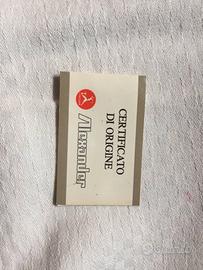 CERTIFICATO
DI ORIGINE
Alexander